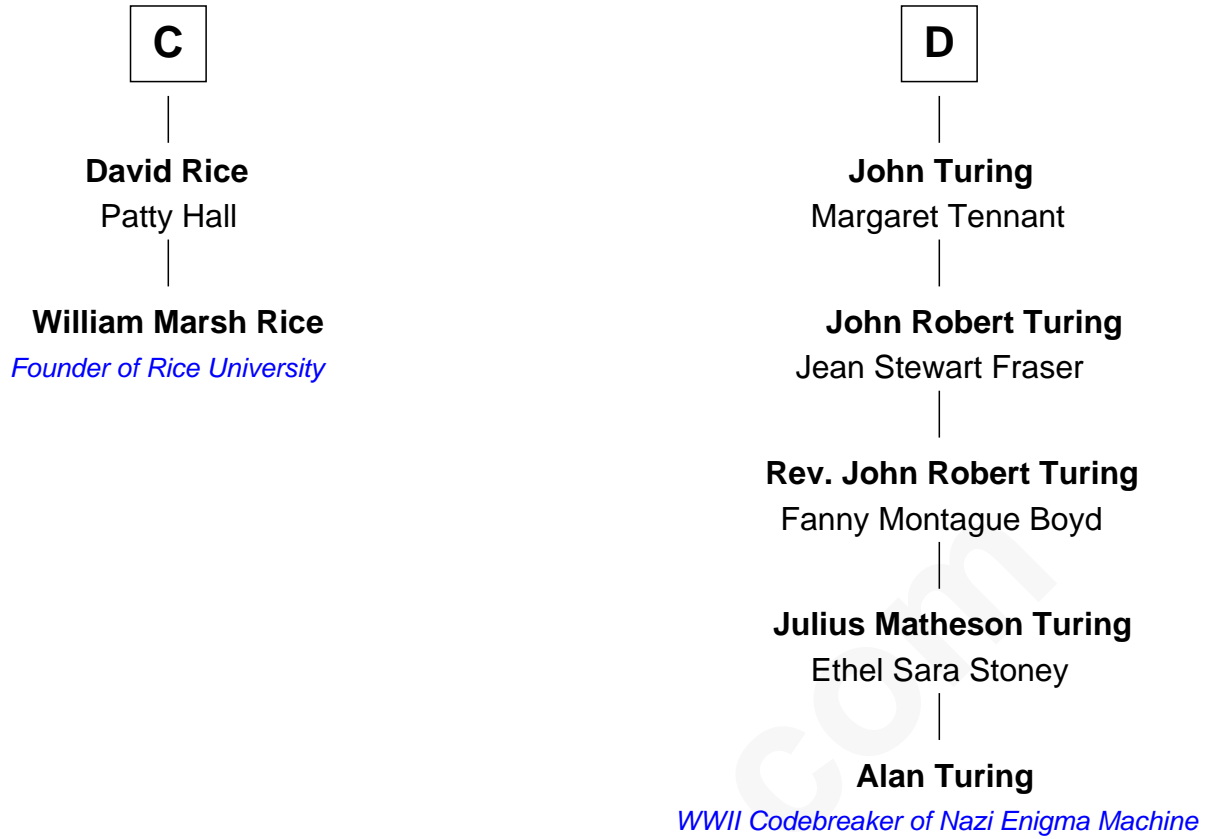 C
David Rice
Patty Hall
William Marsh Rice
Founder of Rice University
D
John Turing
Margaret Tennant
John Robert Turing
Jean Stewart Fraser
Rev. John Robert Turing
Fanny Montague Boyd
Julius Matheson Turing
Ethel Sara Stoney
Alan Turing
WWII Codebreaker of Nazi Enigma Machine
com